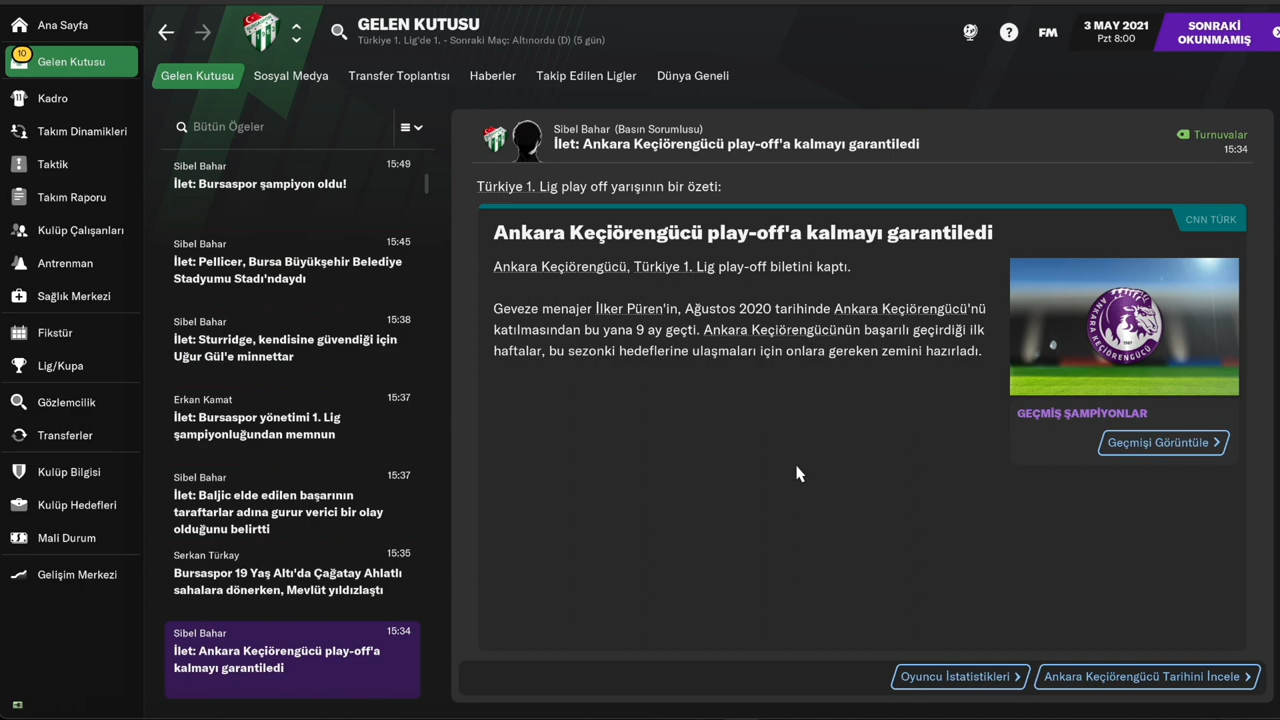 Ana Sayfa
10
Gelen Kutusu
Kadro
Takım Dinamikleri
Taktik
Takım Raporu
Kulüp Çalışanları
Antrenman
Sağlık Merkezi
Fikstür
Lig/Kupa
Gözlemcilik
Transferler
Kulüp Bilgisi
Kulüp Hedefleri
Mali Durum
Gelişim Merkezi
GELEN KUTUSU
Türkiye 1. Lig'de 1. - Sonraki Maç: Altınordu (D) (5 gün)
FM
3 MAY 2021
Pzt 8:00
SONRAKİ
OKUNMAMIŞ
Gelen Kutusu
Sosyal Medya
Transfer Toplantısı
Haberler
Takip Edilen Ligler
Dünya Geneli
Bütün Ögeler
Sibel Bahar 15:49
İlet: Bursaspor şampiyon oldu!
Sibel Bahar 15:45
İlet: Pellicer, Bursa Büyükşehir Belediye
Stadyumu Stadı'ndaydı
Sibel Bahar 15:38
İlet: Sturridge, kendisine güvendiği için
Uğur Gül'e minnettar
Erkan Kamat 15:37
İlet: Bursaspor yönetimi 1. Lig
şampiyonluğundan memnun
Sibel Bahar 15:37
İlet: Baljic elde edilen başarının
taraftarlar adına gurur verici bir olay
olduğunu belirtti
Serkan Türkay 15:35
Bursaspor 19 Yaş Altı'da Çağatay Ahlatlı
sahalara dönerken, Mevlüt yıldızlaştı
Sibel Bahar 15:34
İlet: Ankara Keçiörengücü play-off'a
kalmayı garantiledi
Sibel Bahar (Basın Sorumlusu)
İlet: Ankara Keçiörengücü play-off'a kalmayı garantiledi
Turnuvalar
15:34
Türkiye 1. Lig play off yarışının bir özeti:
CNN TÜRK
Ankara Keçiörengücü play-off'a kalmayı garantiledi
Ankara Keçiörengücü, Türkiye 1. Lig play-off biletini kaptı.
Geveze menajer İlker Püren'in, Ağustos 2020 tarihinde Ankara Keçiörengücü'nü
katılmasından bu yana 9 ay geçti. Ankara Keçiörengücünün başarılı geçirdiği ilk
haftalar, bu sezonki hedeflerine ulaşmaları için onlara gereken zemini hazırladı.
GEÇMİŞ ŞAMPİYONLAR
Geçmişi Görüntüle
Oyuncu İstatistikleri
Ankara Keçiörengücü Tarihini İncele